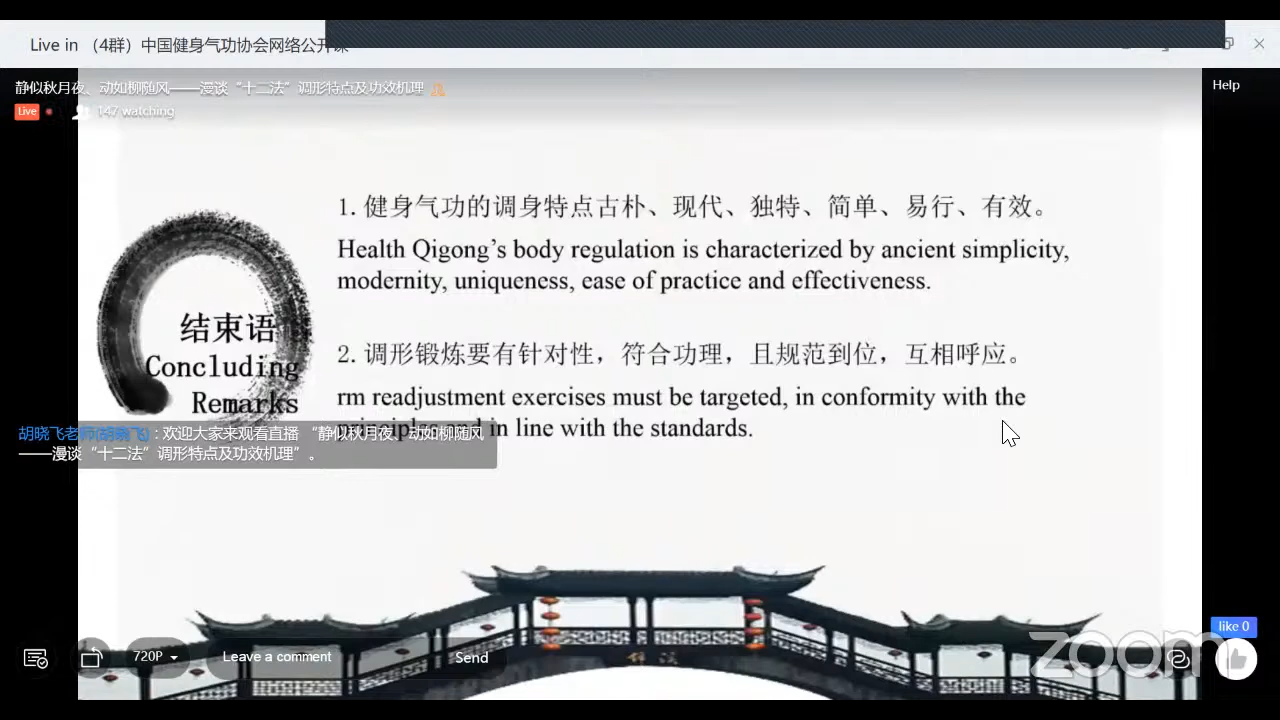 Live in （4群）中国健身气功协会网络公开课
静似秋月夜、动如柳随风——漫谈“十二法”调形特点及功效机理
Help
Live
147 watching
1. 健身气功的调身特点古朴、现代、独特、简单、易行、有效。
Health Qigong’s body regulation is characterized by ancient simplicity,
modernity, uniqueness, ease of practice and effectiveness.
结束语
Concluding
Remarks
2. 调形锻炼要有针对性，符合功理，且规范到位，互相呼应。
rm readjustment exercises must be targeted, in conformity with the
in line with the standards.
胡晓飞老师(胡晓飞)：欢迎大家来观看直播 “静似秋月夜、动如柳随风
——漫谈“十二法”调形特点及功效机理” 。
like 0
720P
Leave a comment
Send
zoom